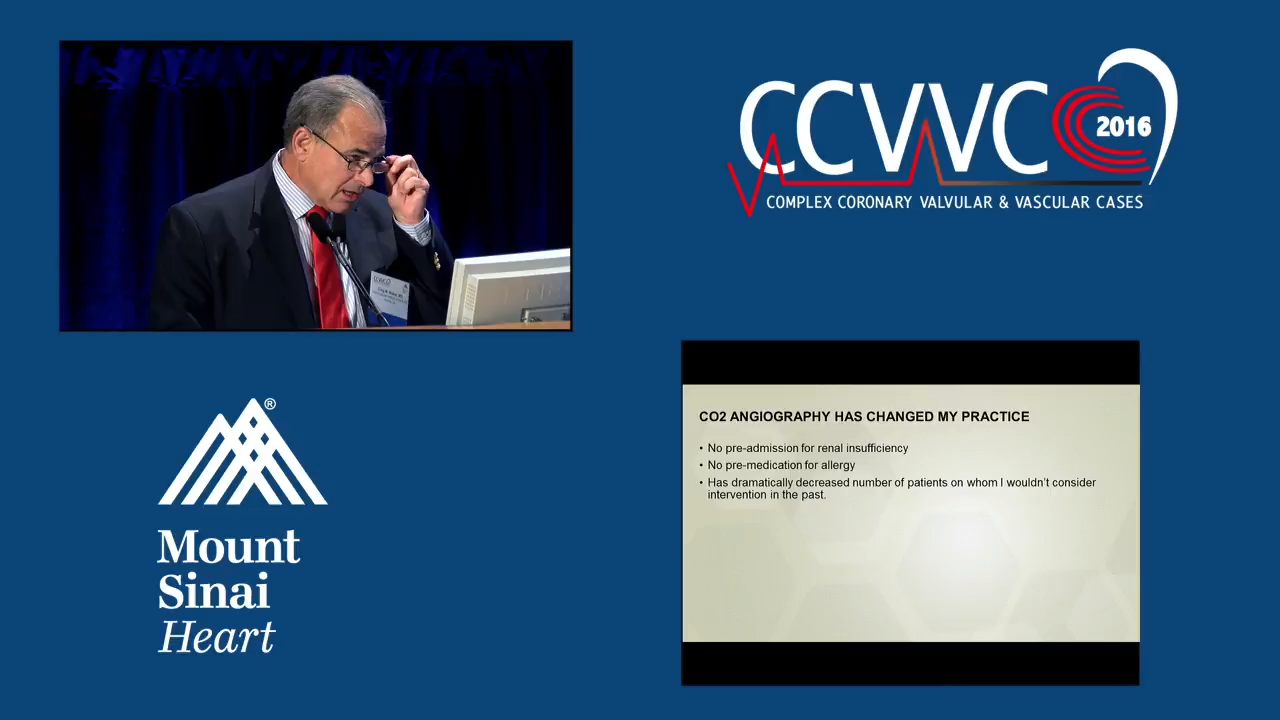 CCVVC
2016
COMPLEX CORONARY VALVULAR & VASCULAR CASES
®
Mount
Sinai
Heart
CO2 ANGIOGRAPHY HAS CHANGED MY PRACTICE
• No pre-admission for renal insufficiency
• No pre-medication for allergy
• Has dramatically decreased number of patients on whom I wouldn't consider
intervention in the past.